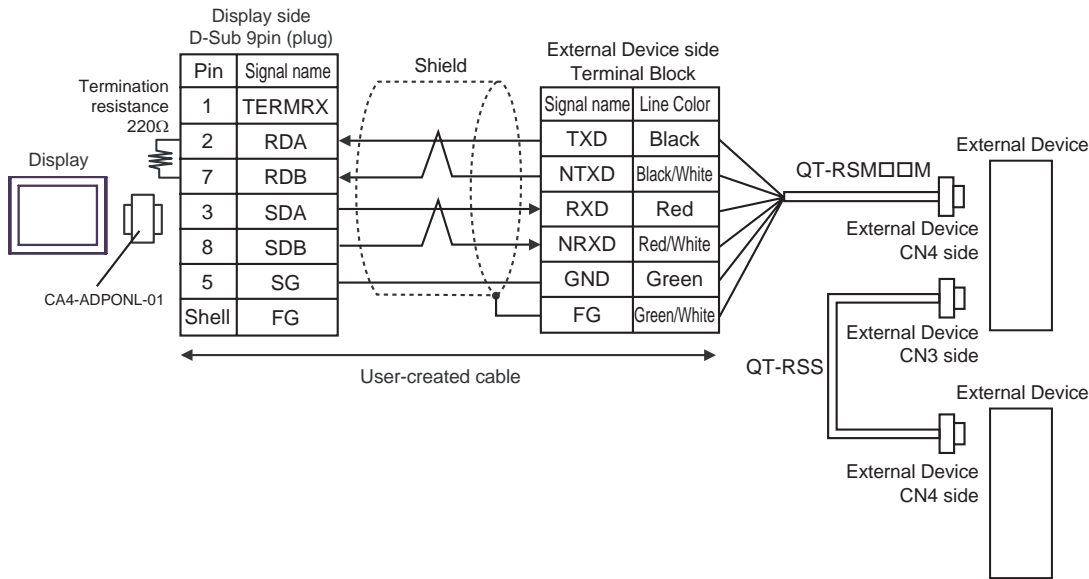 Display side
D-Sub 9pin (plug)
Pin Signal name
1 TERMRX
2 RDA
7 RDB
3 SDA
8 SDB
5 SG
Shell FG
Termination
resistance
220Ω
Display
CA4-ADPONL-01
Shield
User-created cable
External Device side
Terminal Block
Signal name Line Color
TXD Black
NTXD Black/White
RXD Red
NRXD Red/White
GND Green
FG Green/White
QT-RSM□□M
External Device
External Device
CN4 side
External Device
CN3 side
QT-RSS
External Device
External Device
CN4 side